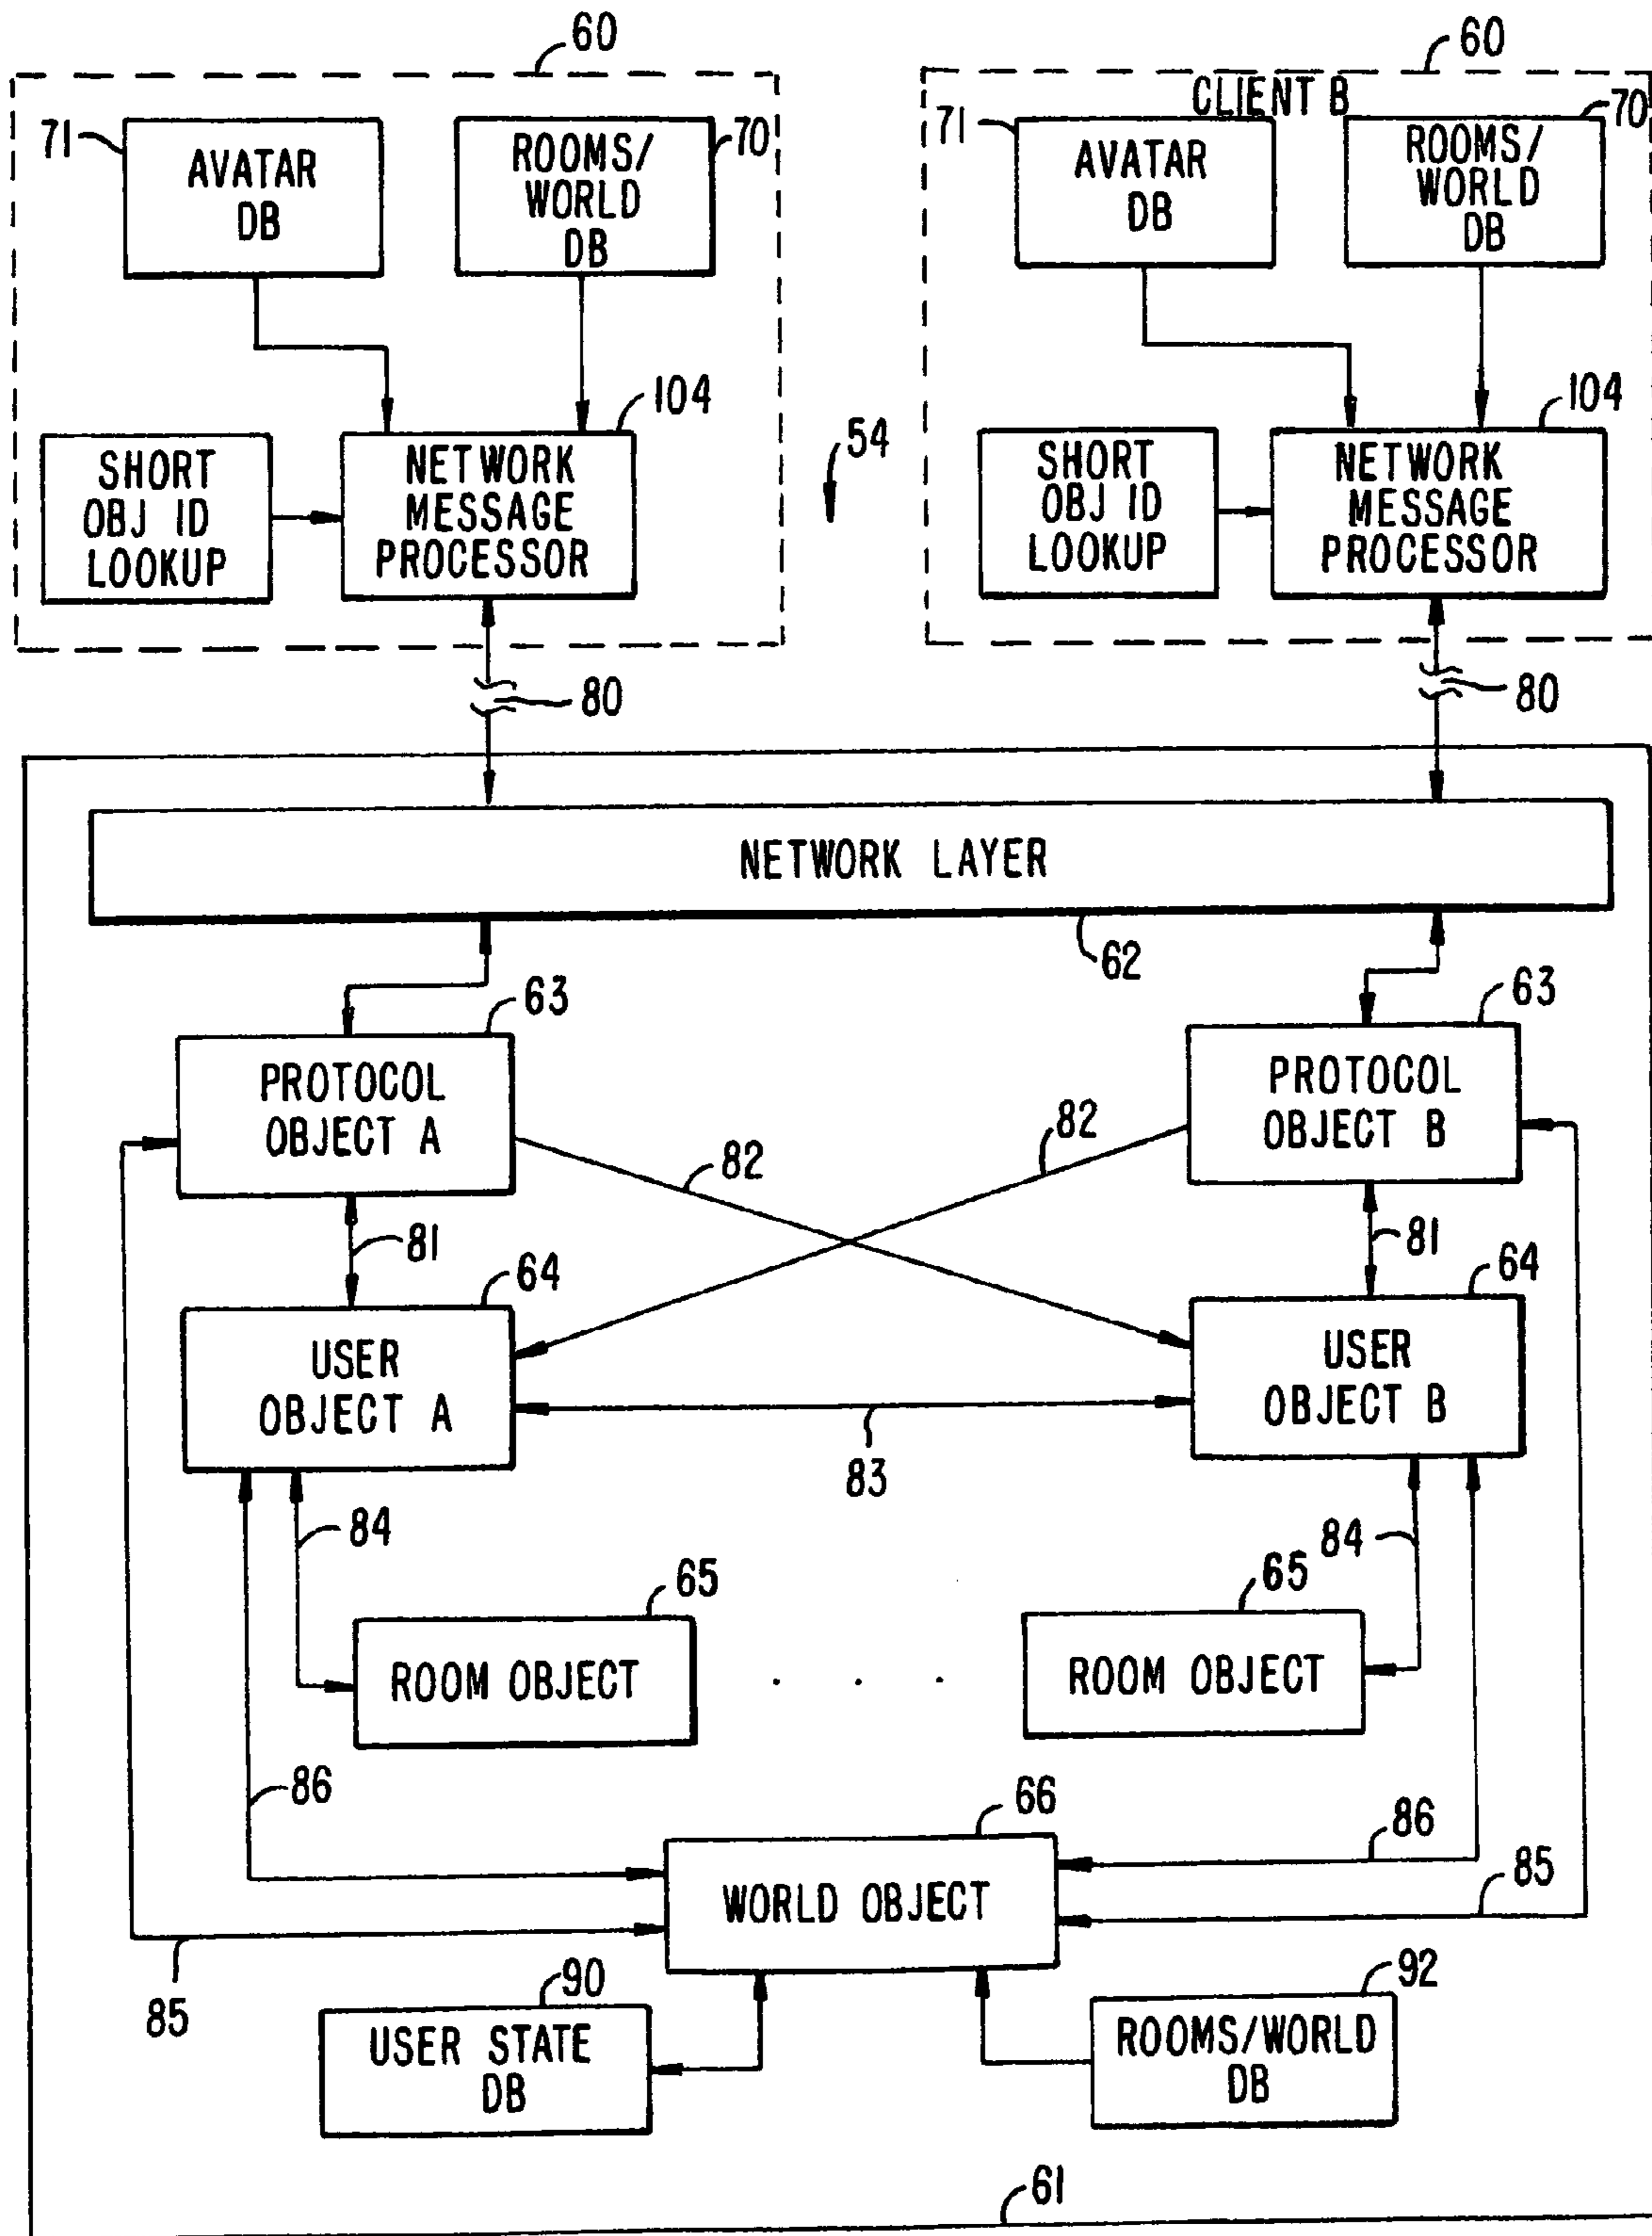 60
60
CLIENT B
71
AVATAR
DB
ROOMS/
WORLD
DB
70
71
AVATAR
DB
ROOMS/
WORLD
DB
70
104
SHORT
OBJ ID
LOOKUP
NETWORK
MESSAGE
PROCESSOR
54
104
SHORT
OBJ ID
LOOKUP
NETWORK
MESSAGE
PROCESSOR
80
80
NETWORK LAYER
62
63
63
PROTOCOL
OBJECT A
PROTOCOL
OBJECT B
82
82
81
81
64
64
USER
OBJECT A
USER
OBJECT B
83
84
84
65
65
ROOM OBJECT
. . .
ROOM OBJECT
86
66
86
WORLD OBJECT
85
85
90
USER STATE
DB
92
ROOMS/WORLD
DB
61